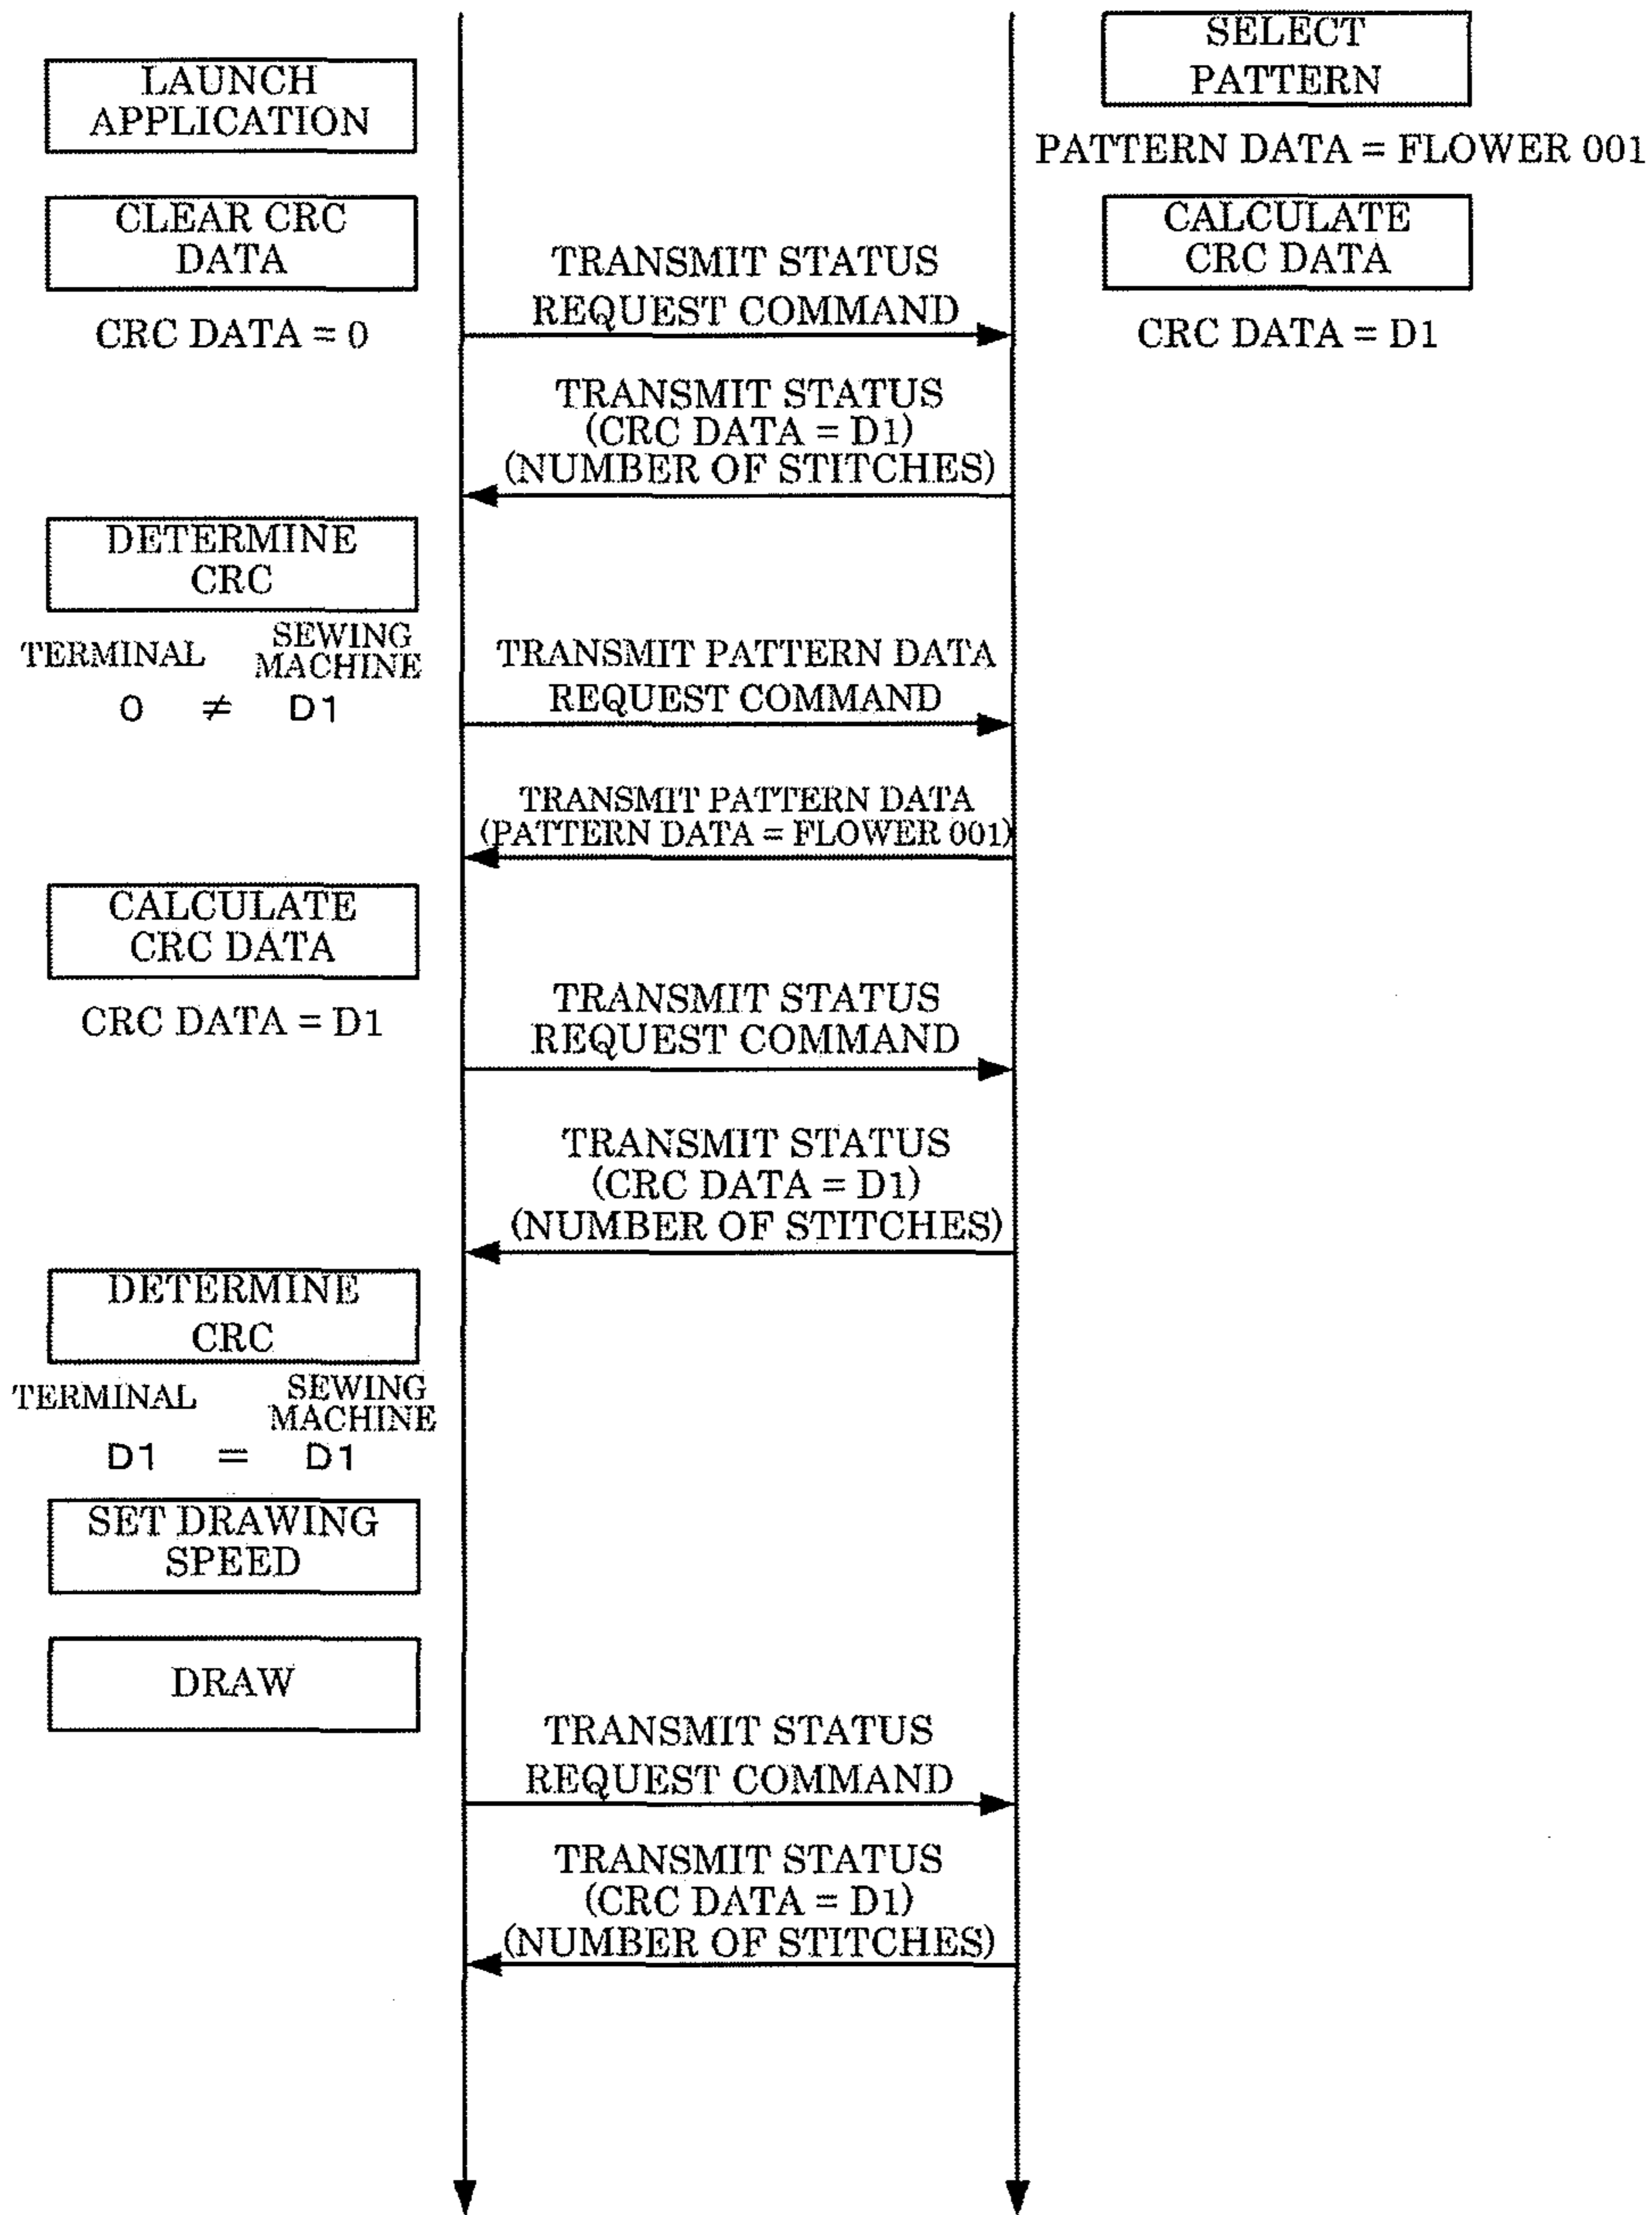 SELECT
PATTERN
LAUNCH
APPLICATION
PATTERN DATA = FLOWER 001
CLEAR CRC
DATA
CALCULATE
CRC DATA
TRANSMIT STATUS
REQUEST COMMAND
CRC DATA = 0
CRC DATA = D1
TRANSMIT STATUS
(CRC DATA = D1)
(NUMBER OF STITCHES)
DETERMINE
CRC
TERMINAL SEWING
MACHINE
0 ≠ D1
TRANSMIT PATTERN DATA
REQUEST COMMAND
TRANSMIT PATTERN DATA
(PATTERN DATA = FLOWER 001)
CALCULATE
CRC DATA
CRC DATA = D1
TRANSMIT STATUS
REQUEST COMMAND
TRANSMIT STATUS
(CRC DATA = D1)
(NUMBER OF STITCHES)
DETERMINE
CRC
TERMINAL SEWING
MACHINE
D1 = D1
SET DRAWING
SPEED
DRAW
TRANSMIT STATUS
REQUEST COMMAND
TRANSMIT STATUS
(CRC DATA = D1)
(NUMBER OF STITCHES)